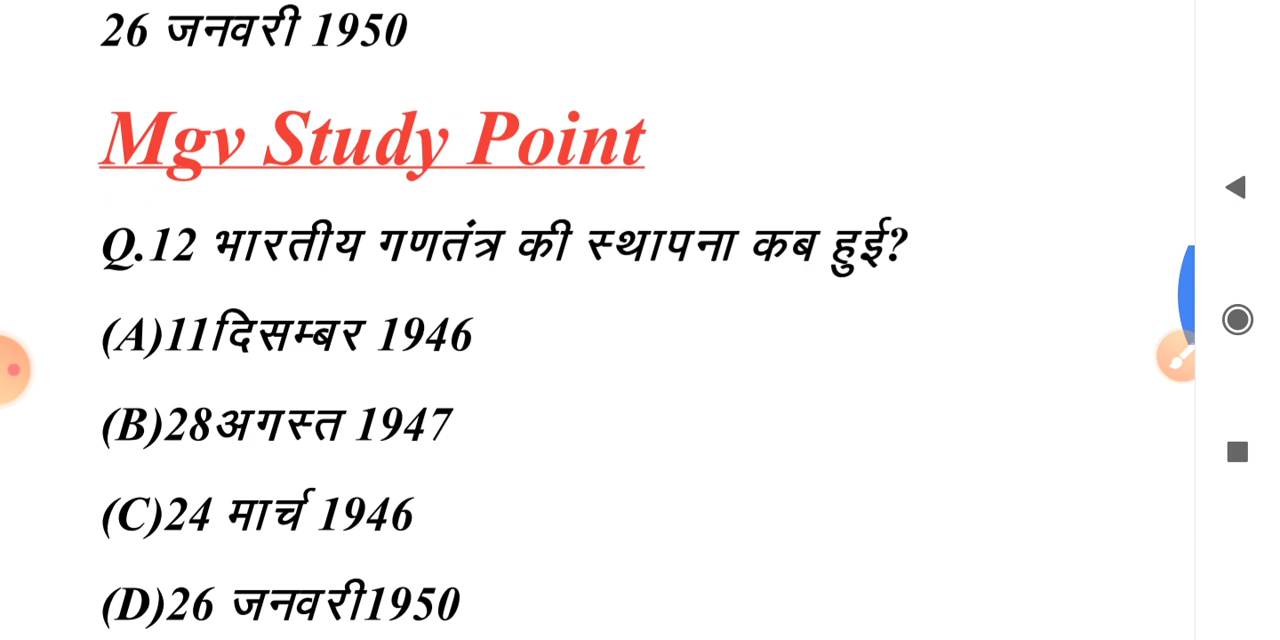 26 जनवरी 1950
Mgv Study Point
Q.12 भारतीय गणतंत्र की स्थापना कब हुई?
(A)11दिसम्बर 1946
(B)28अगस्त 1947
(C)24 मार्च 1946
(D)26 जनवरी1950